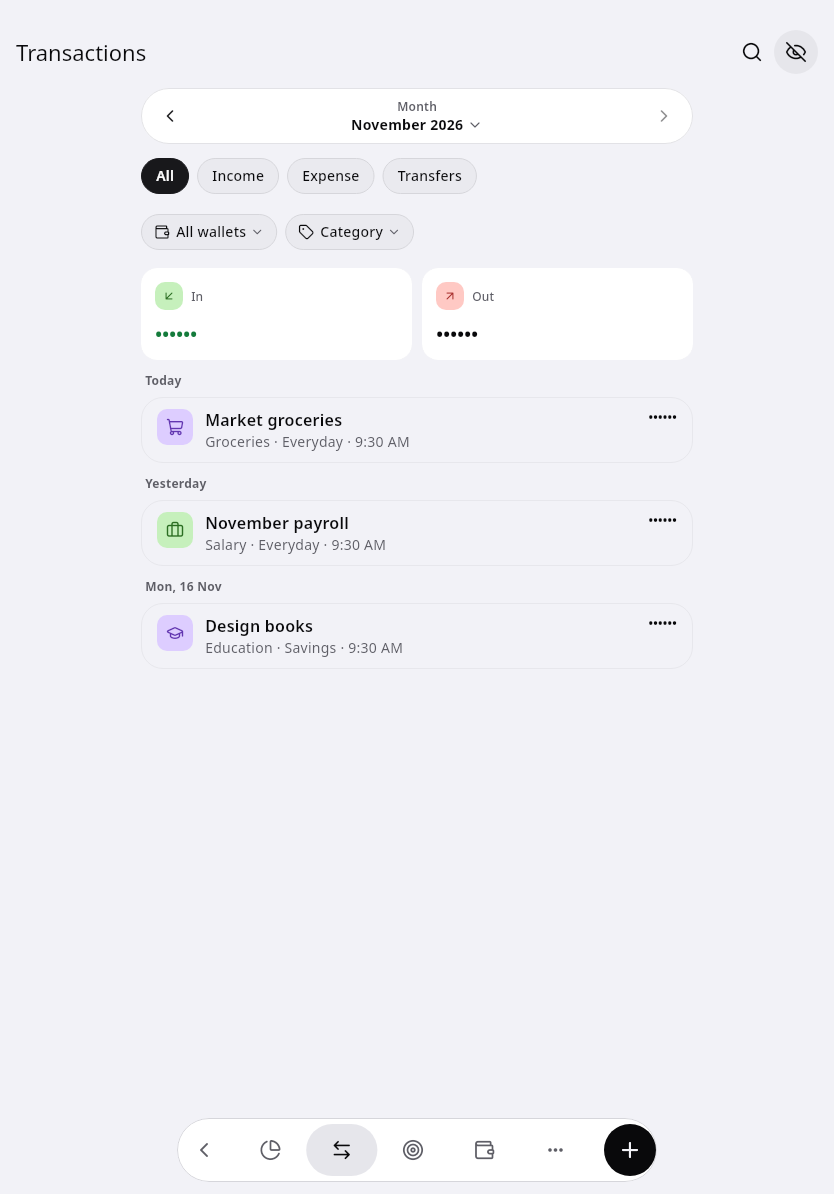 Transactions
Month
November 2026
All
Income
Expense
Transfers
All wallets
Category
In
••••••
Out
••••••
Today
Market groceries
••••••
Groceries · Everyday · 9:30 AM
Yesterday
November payroll
••••••
Salary · Everyday · 9:30 AM
Mon, 16 Nov
Design books
••••••
Education · Savings · 9:30 AM